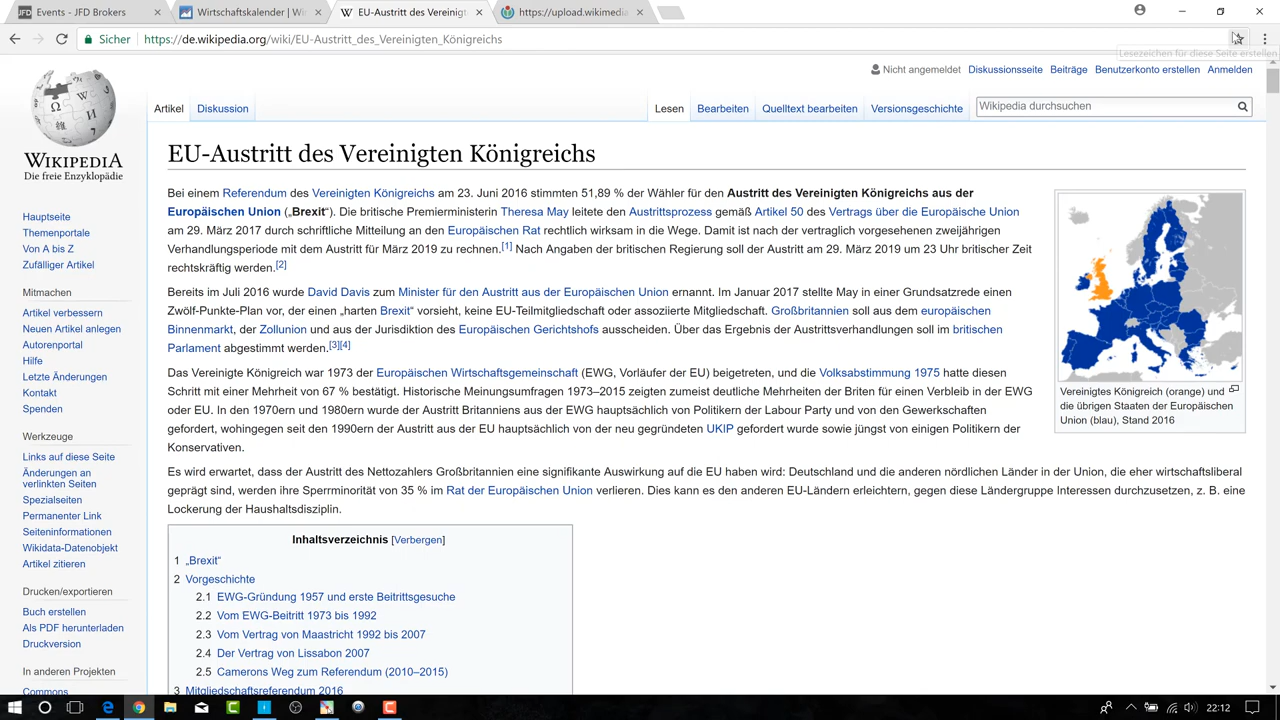 Events - JFD Brokers
Wirtschaftskalender | Wi
EU-Austritt des Vereinigt
https://upload.wikimedia
Sicher
https://de.wikipedia.org/wiki/EU-Austritt_des_Vereinigten_Königreichs
Lesezeichen für diese Seite erstellen
Nicht angemeldet Diskussionsseite Beiträge Benutzerkonto erstellen Anmelden
Artikel Diskussion Lesen Bearbeiten Quelltext bearbeiten Versionsgeschichte Wikipedia durchsuchen
WIKIPEDIA
Die freie Enzyklopädie
Hauptseite
Themenportale
Von A bis Z
Zufälliger Artikel
Mitmachen
Artikel verbessern
Neuen Artikel anlegen
Autorenportal
Hilfe
Letzte Änderungen
Kontakt
Spenden
Werkzeuge
Links auf diese Seite
Änderungen an
verlinkten Seiten
Spezialseiten
Permanenter Link
Seiteninformationen
Wikidata-Datenobjekt
Artikel zitieren
Drucken/exportieren
Buch erstellen
Als PDF herunterladen
Druckversion
In anderen Projekten
Commons
EU-Austritt des Vereinigten Königreichs
Bei einem Referendum des Vereinigten Königreichs am 23. Juni 2016 stimmten 51,89 % der Wähler für den Austritt des Vereinigten Königreichs aus der
Europäischen Union („Brexit“). Die britische Premierministerin Theresa May leitete den Austrittsprozess gemäß Artikel 50 des Vertrags über die Europäische Union
am 29. März 2017 durch schriftliche Mitteilung an den Europäischen Rat rechtlich wirksam in die Wege. Damit ist nach der vertraglich vorgesehenen zweijährigen
Verhandlungsperiode mit dem Austritt für März 2019 zu rechnen.[1] Nach Angaben der britischen Regierung soll der Austritt am 29. März 2019 um 23 Uhr britischer Zeit
rechtskräftig werden.[2]
Bereits im Juli 2016 wurde David Davis zum Minister für den Austritt aus der Europäischen Union ernannt. Im Januar 2017 stellte May in einer Grundsatzrede einen
Zwölf-Punkte-Plan vor, der einen „harten Brexit“ vorsieht, keine EU-Teilmitgliedschaft oder assoziierte Mitgliedschaft. Großbritannien soll aus dem europäischen
Binnenmarkt, der Zollunion und aus der Jurisdiktion des Europäischen Gerichtshofs ausscheiden. Über das Ergebnis der Austrittsverhandlungen soll im britischen
Parlament abgestimmt werden.[3][4]
Das Vereinigte Königreich war 1973 der Europäischen Wirtschaftsgemeinschaft (EWG, Vorläufer der EU) beigetreten, und die Volksabstimmung 1975 hatte diesen
Schritt mit einer Mehrheit von 67 % bestätigt. Historische Meinungsumfragen 1973–2015 zeigten zumeist deutliche Mehrheiten der Briten für einen Verbleib in der EWG
oder EU. In den 1970ern und 1980ern wurde der Austritt Britanniens aus der EWG hauptsächlich von Politikern der Labour Party und von den Gewerkschaften
gefordert, wohingegen seit den 1990ern der Austritt aus der EU hauptsächlich von der neu gegründeten UKIP gefordert wurde sowie jüngst von einigen Politikern der
Konservativen.
Es wird erwartet, dass der Austritt des Nettozahlers Großbritannien eine signifikante Auswirkung auf die EU haben wird: Deutschland und die anderen nördlichen Länder in der Union, die eher wirtschaftsliberal
geprägt sind, werden ihre Sperrminorität von 35 % im Rat der Europäischen Union verlieren. Dies kann es den anderen EU-Ländern erleichtern, gegen diese Ländergruppe Interessen durchzusetzen, z. B. eine
Lockerung der Haushaltsdisziplin.
Vereinigtes Königreich (orange) und
die übrigen Staaten der Europäischen
Union (blau), Stand 2016
Inhaltsverzeichnis [Verbergen]
1 „Brexit“
2 Vorgeschichte
2.1 EWG-Gründung 1957 und erste Beitrittsgesuche
2.2 Vom EWG-Beitritt 1973 bis 1992
2.3 Vom Vertrag von Maastricht 1992 bis 2007
2.4 Der Vertrag von Lissabon 2007
2.5 Camerons Weg zum Referendum (2010–2015)
3 Mitgliedschaftsreferendum 2016
22:12